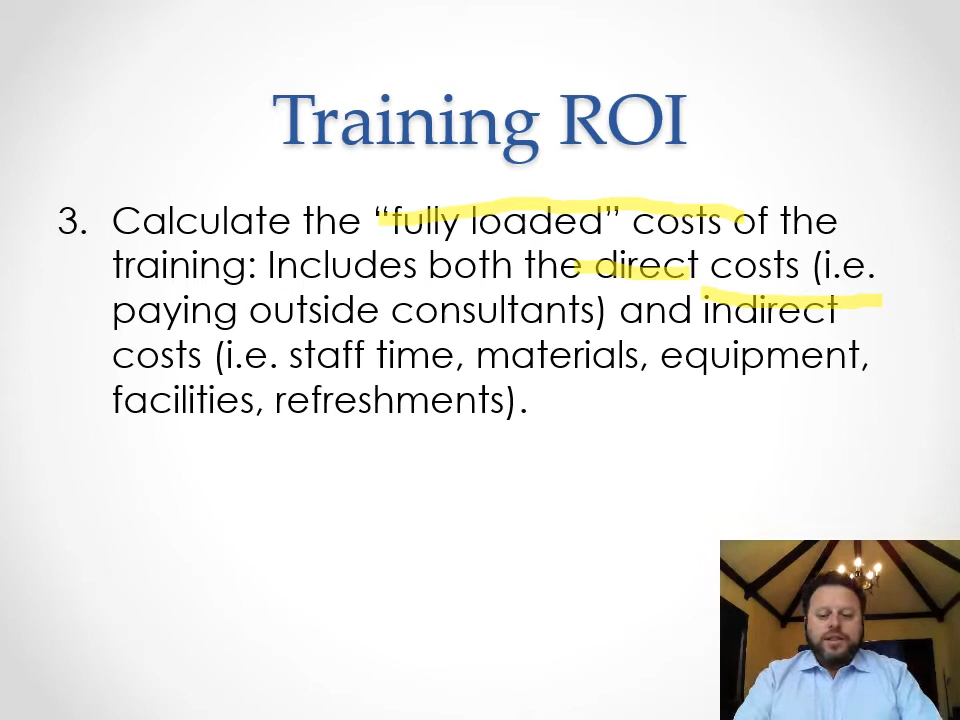 Training ROI
3. Calculate the “fully loaded” costs of the
training: Includes both the direct costs (i.e.
paying outside consultants) and indirect
costs (i.e. staff time, materials, equipment,
facilities, refreshments).